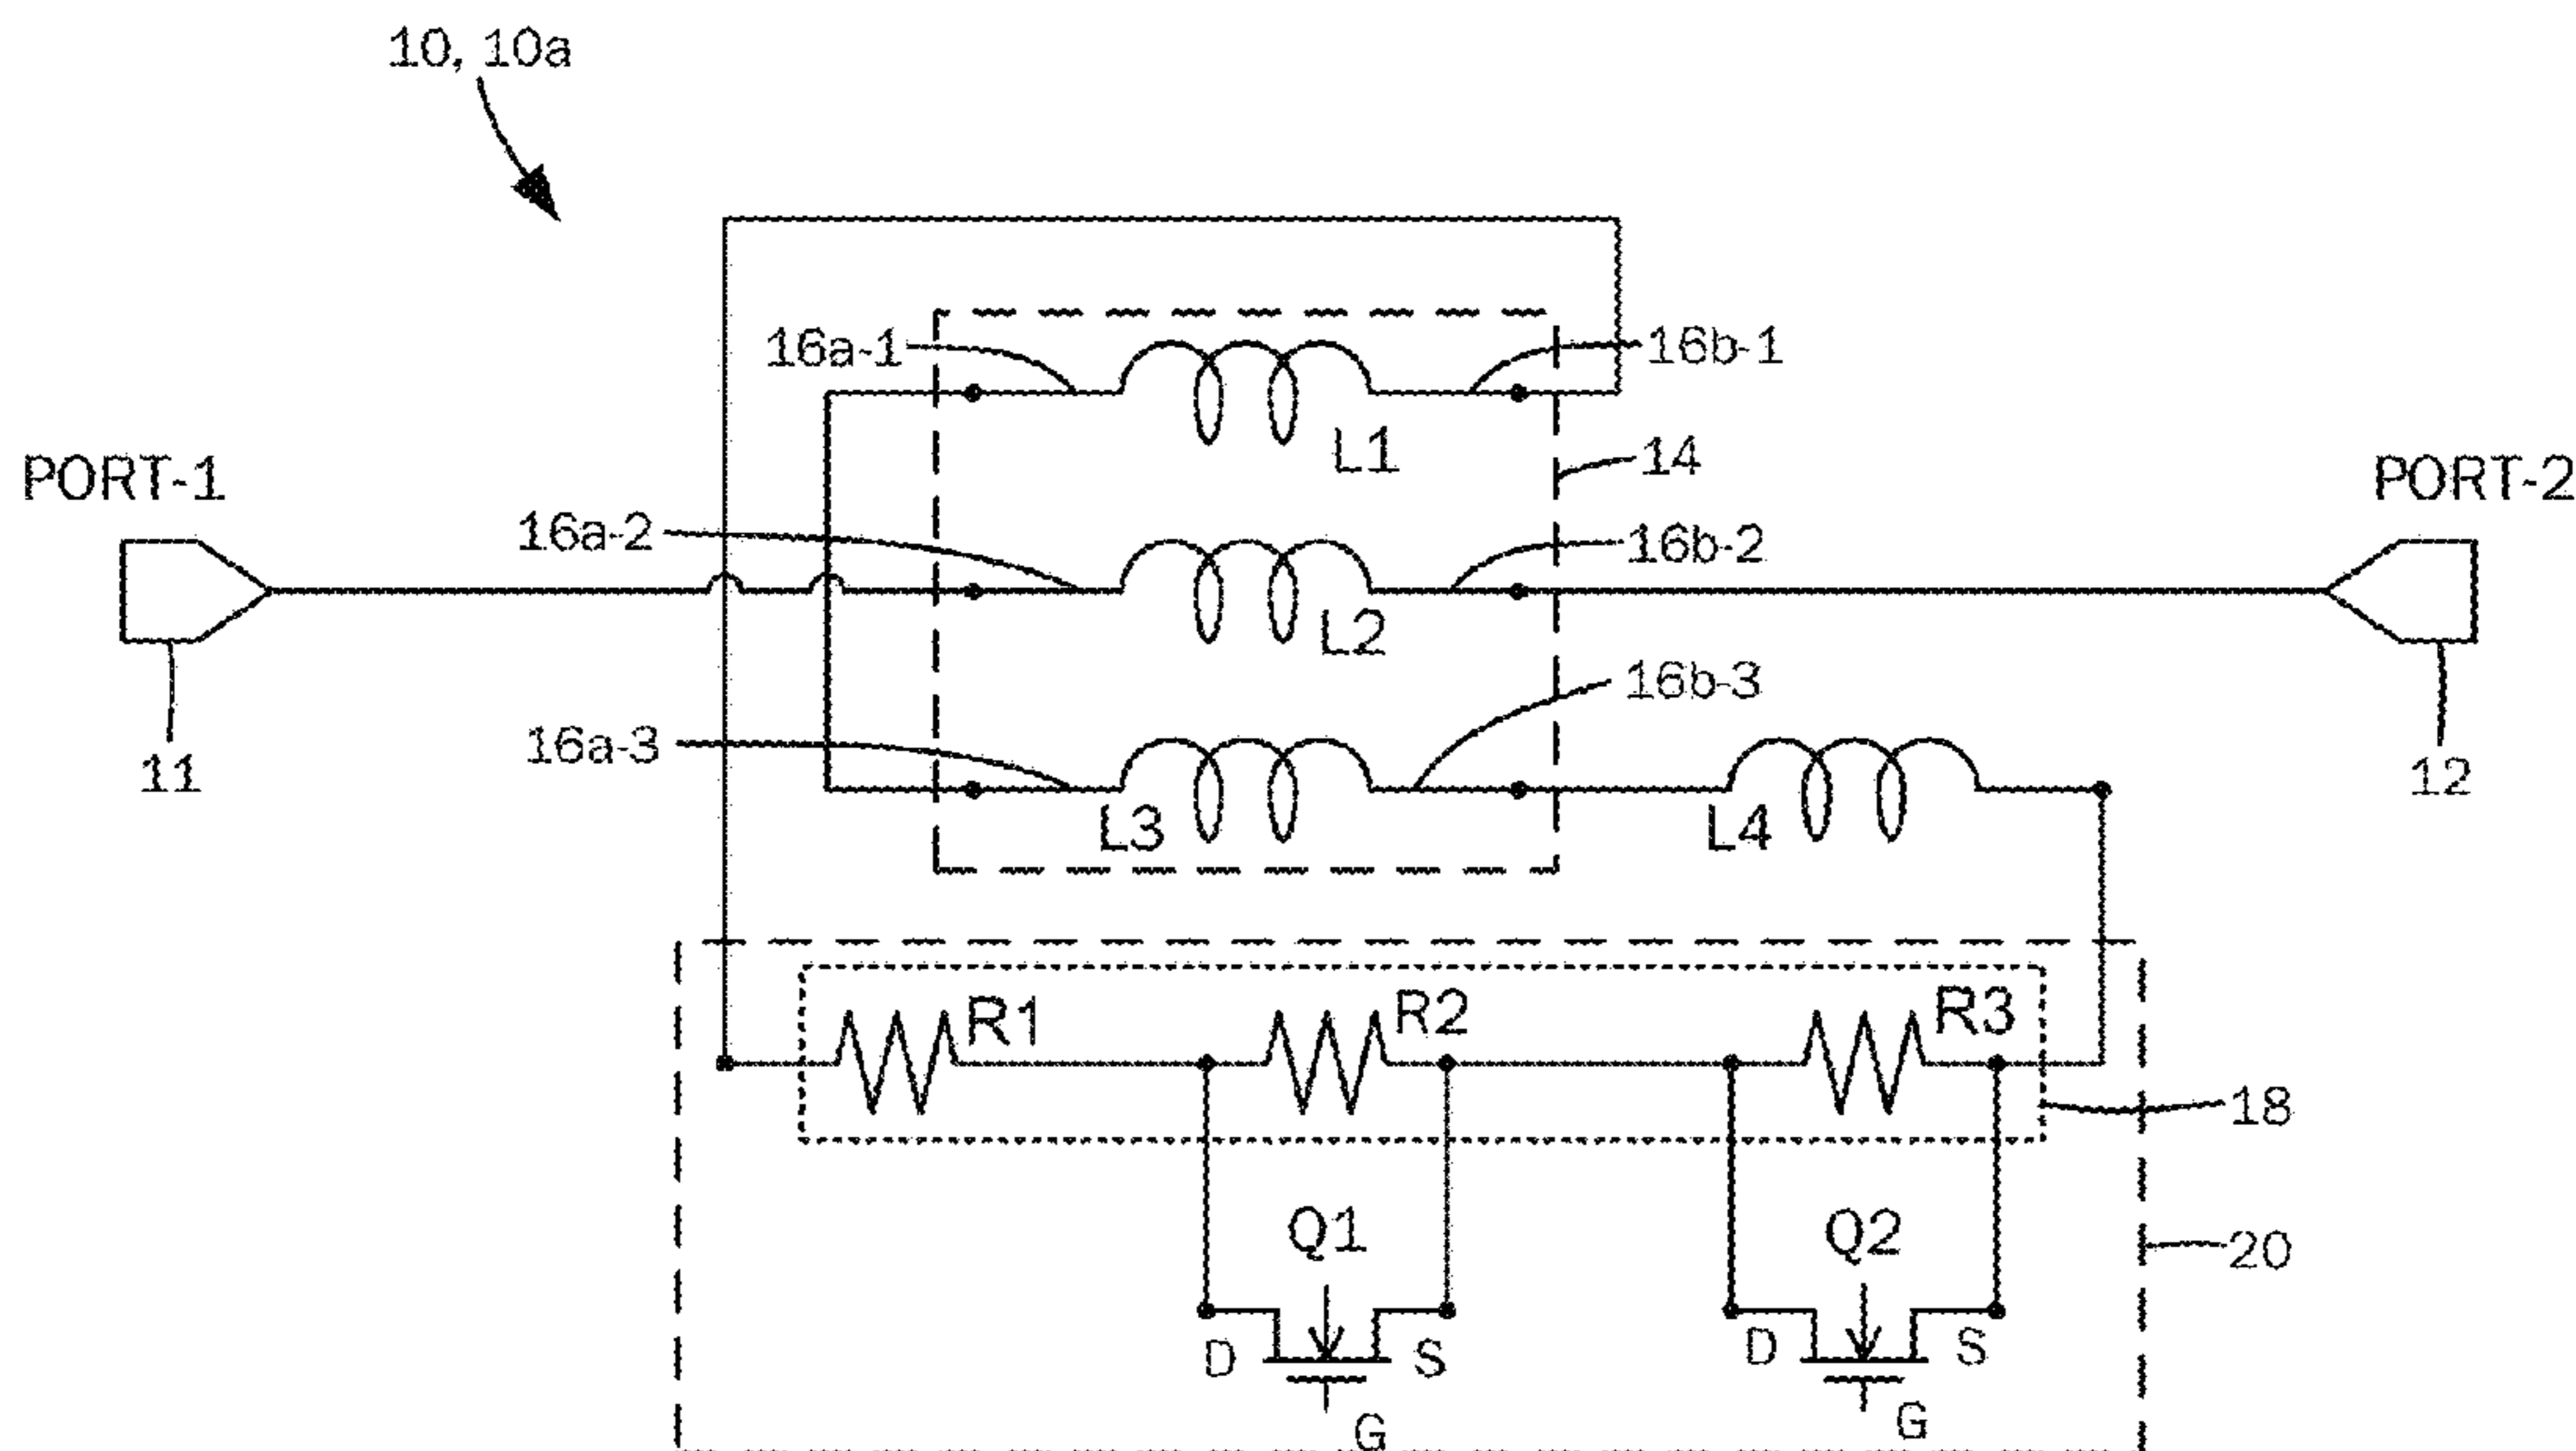 10, 10a
16a-1
16b-1
L1
14
PORT-1
PORT-2
16a-2
16b-2
L2
16b-3
16a-3
11
12
L3
L4
R1
R2
R3
18
Q1
Q2
20
D
S
D
S
G
G